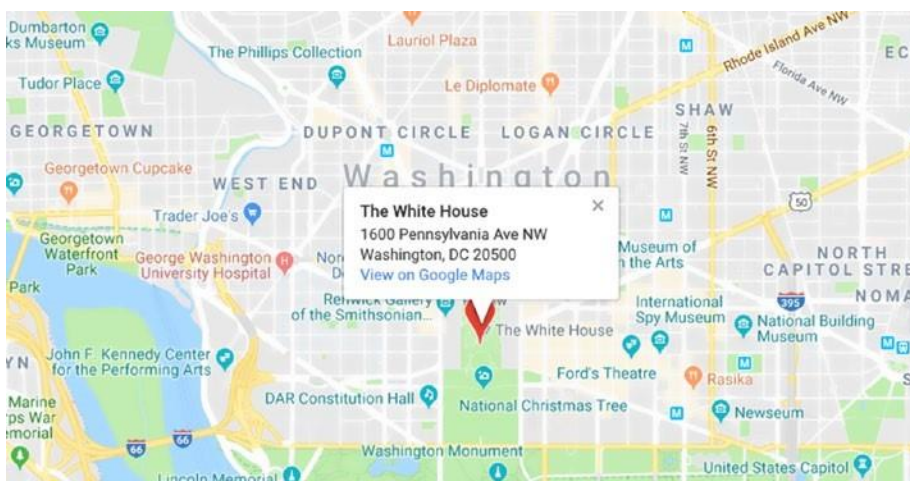 Dumbarton
ks Museum
The Phillips Collection
Lauriol Plaza
Rhode Island Ave NW
EC
Tudor Place
Le Diplomate
Florida Ave NW
SHAW
GEORGETOWN
DUPONT CIRCLE
LOGAN CIRCLE
7th St NW
6th St NW
M
M
M
Georgetown Cupcake
WEST END
Washington
50
Trader Joe's
The White House
1600 Pennsylvania Ave NW
Washington, DC 20500
View on Google Maps
Georgetown
Waterfront
Park
George Washington
University Hospital
Museum of
n the Arts
NORTH
CAPITOL STRE
NOMA
Park
Renwick Gallery
of the Smithsonian...
The White House
International
Spy Museum
395
National Building
Museum
M
YN
John F. Kennedy Center
for the Performing Arts
Ford's Theatre
Rasika
Marine
rps War
emorial
DAR Constitution Hall
National Christmas Tree
M
Newseum
66
66
Washington Monument
Lincoln Memorial
United States Capitol